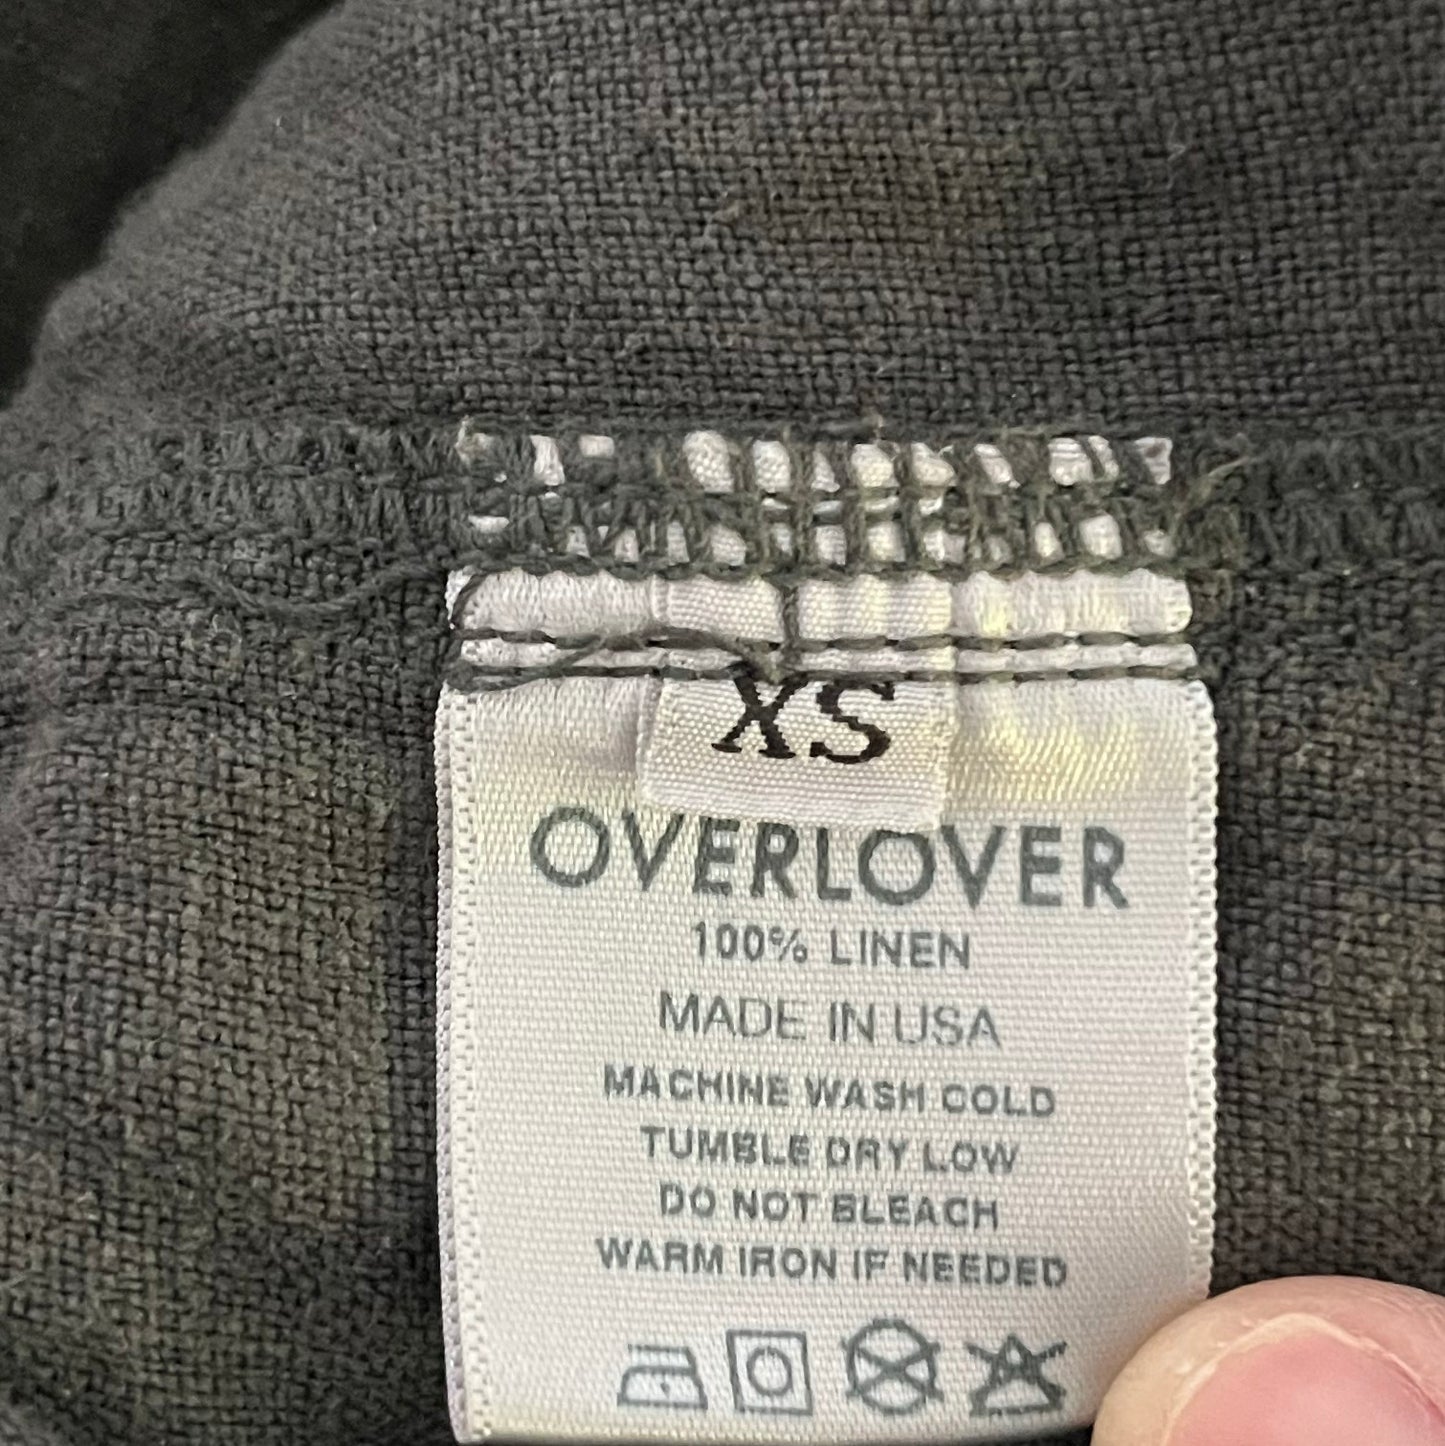 XS
OVERLOVER
100% LINEN
MADE IN USA
MACHINE WASH COLD
TUMBLE DRY LOW
DO NOT BLEACH
WARM IRON IF NEEDED